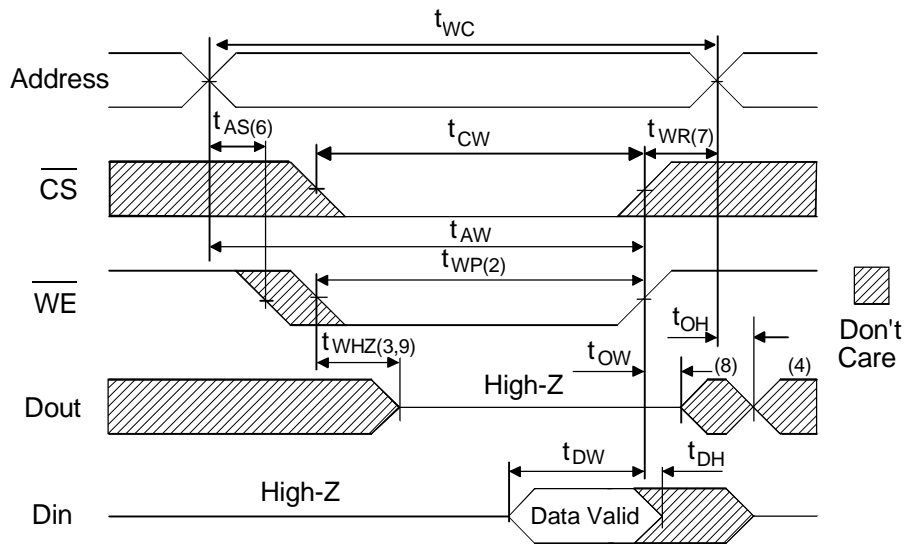 tWC
Address
tAS(6)
tCW
tWR(7)
CS
tAW
tWP(2)
WE
tOH
Don't
Care
tWHZ(3,9)
tOW
(8)
(4)
High-Z
Dout
tDW
tDH
High-Z
Din
Data Valid